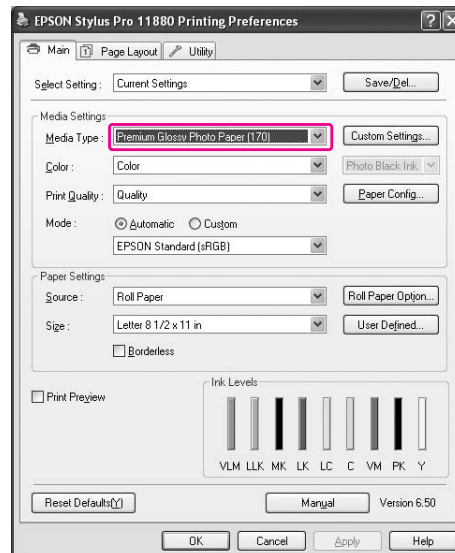 EPSON Stylus Pro 11880 Printing Preferences
Main Page Layout Utility
Select Setting : Current Settings Save/Del...
Media Settings
Media Type : Premium Glossy Photo Paper (170) Custom Settings...
Color : Color Photo Black Ink
Print Quality : Quality Paper Config...
Mode : Automatic Custom
EPSON Standard (sRGB)
Paper Settings
Source : Roll Paper Roll Paper Option...
Size : Letter 8 1/2 x 11 in User Defined...
Borderless
Print Preview
Ink Levels
VLM LLK MK LK LC C VM PK Y
Reset Defaults(Y) Manual Version 6.50
OK Cancel Apply Help